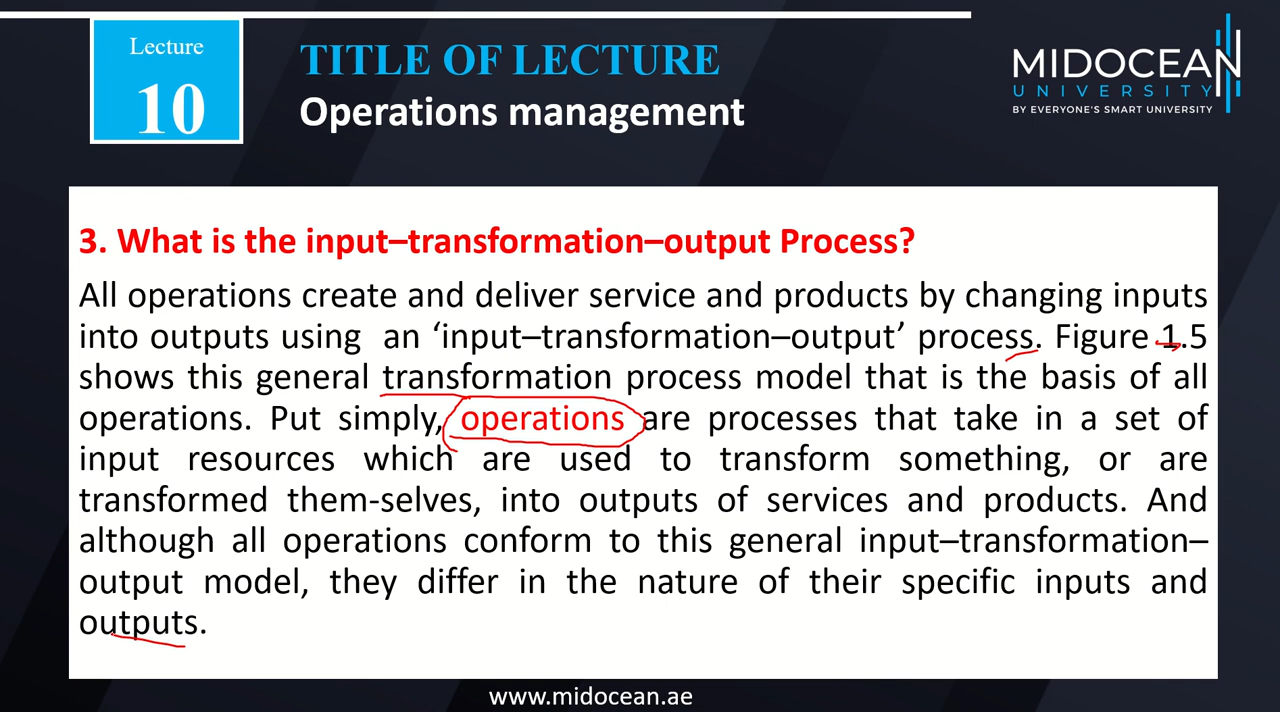 Lecture
10
TITLE OF LECTURE
Operations management
MIDOCEAN
UNIVERSITY
BY EVERYONE'S SMART UNIVERSITY
3. What is the input–transformation–output Process?
All operations create and deliver service and products by changing inputs
into outputs using an ‘input–transformation–output’ process. Figure 1.5
shows this general transformation process model that is the basis of all
operations. Put simply, operations are processes that take in a set of
input resources which are used to transform something, or are
transformed them-selves, into outputs of services and products. And
although all operations conform to this general input–transformation–
output model, they differ in the nature of their specific inputs and
outputs.
www.midocean.ae